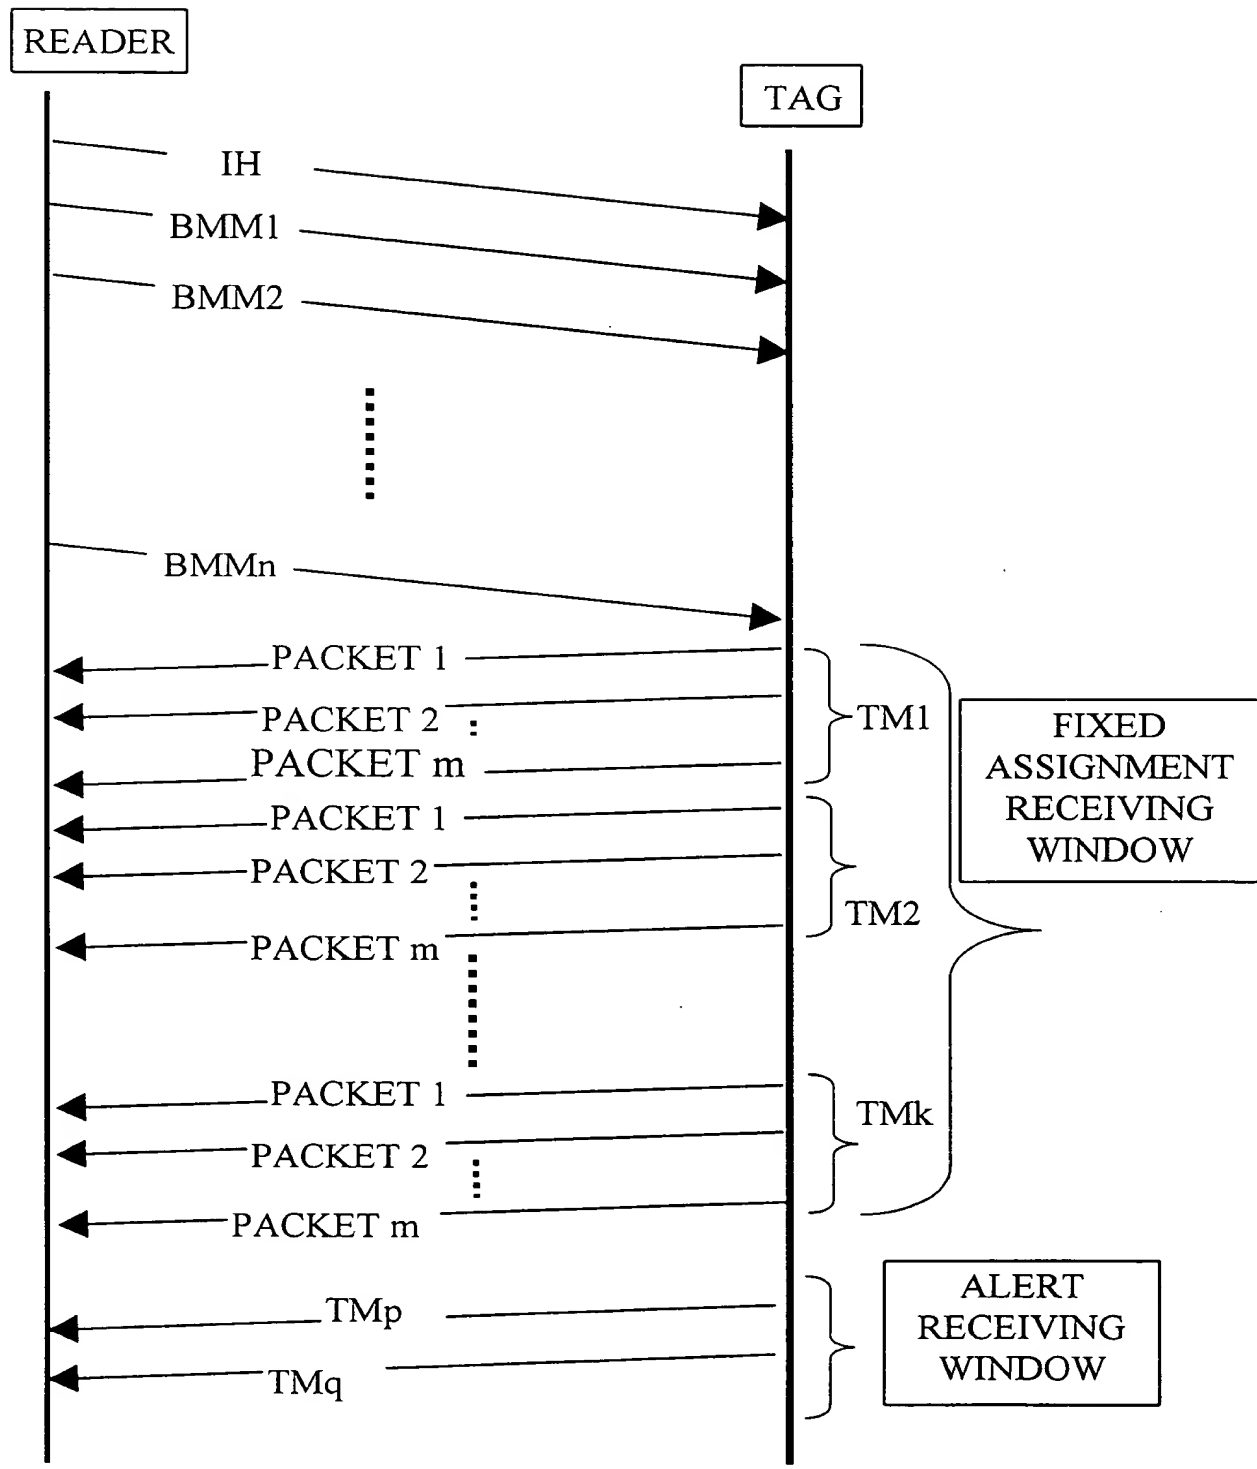 READER
TAG
IH
BMM1
BMM2
BMMn
PACKET 1
PACKET 2
TM1
PACKET m
PACKET 1
PACKET 2
TM2
PACKET m
FIXED
ASSIGNMENT
RECEIVING
WINDOW
PACKET 1
TMk
PACKET 2
PACKET m
TMp
TMq
ALERT
RECEIVING
WINDOW